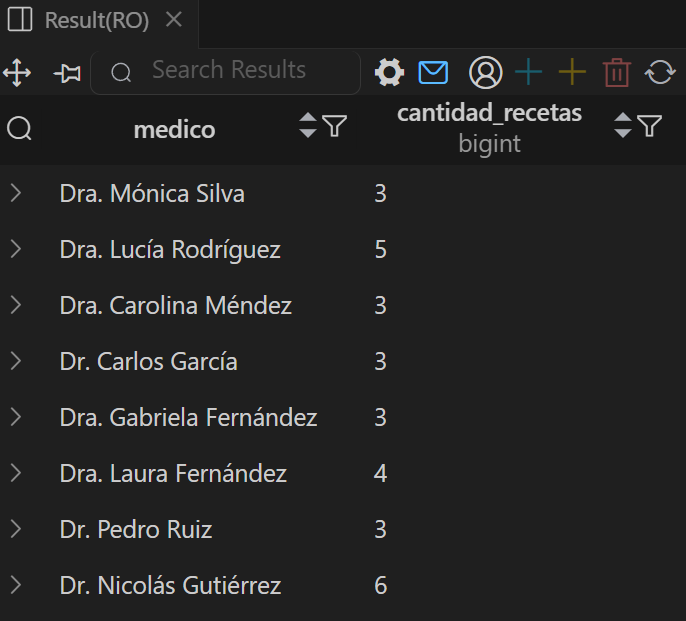 Result(RO)
Search Results
medico
cantidad_recetas
bigint
Dra. Mónica Silva 3
Dra. Lucía Rodríguez 5
Dra. Carolina Méndez 3
Dr. Carlos García 3
Dra. Gabriela Fernández 3
Dra. Laura Fernández 4
Dr. Pedro Ruiz 3
Dr. Nicolás Gutiérrez 6